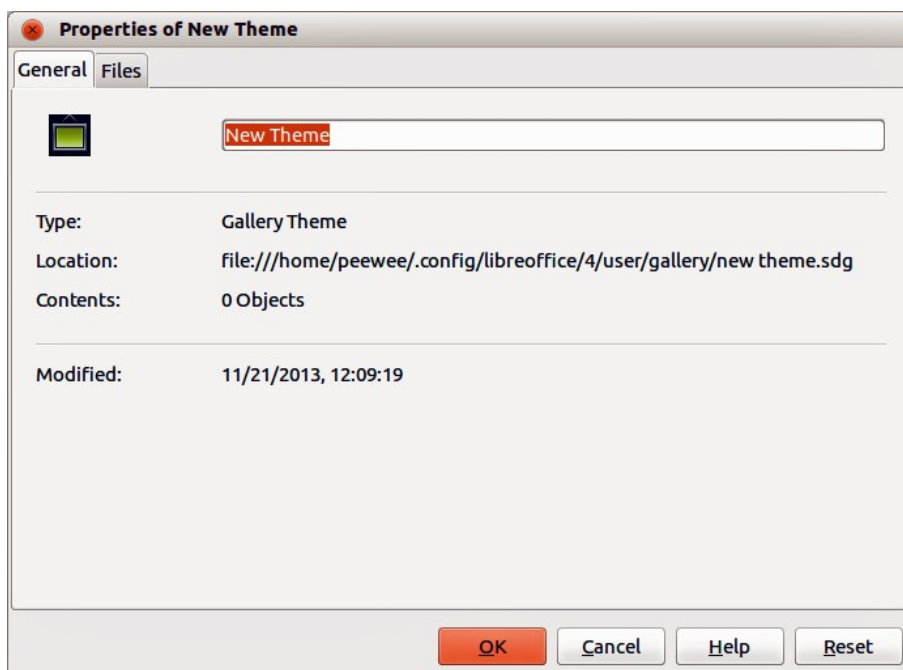 Properties of New Theme
General Files
New Theme
Type: Gallery Theme
Location: file:///home/peewee/.config/libreoffice/4/user/gallery/new theme.sdg
Contents: 0 Objects
Modified: 11/21/2013, 12:09:19
OK Cancel Help Reset